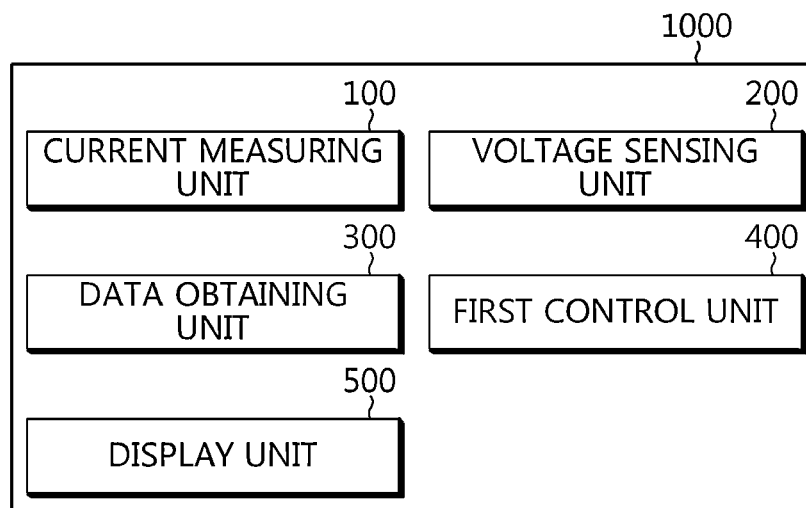 1000
100
CURRENT MEASURING
UNIT
200
VOLTAGE SENSING
UNIT
300
DATA OBTAINING
UNIT
400
FIRST CONTROL UNIT
500
DISPLAY UNIT